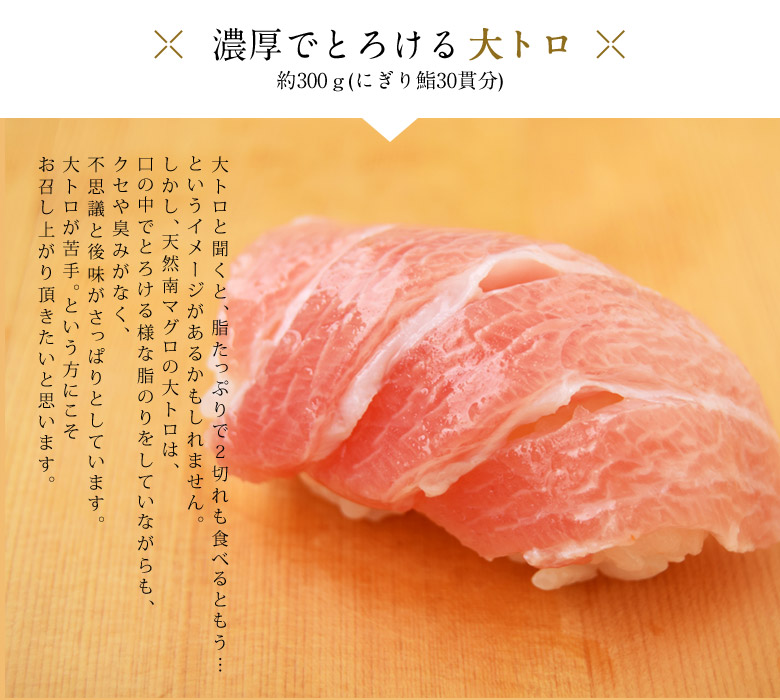 濃厚でとろける大トロ
約300ｇ(にぎり鮨30貫分)
大トロと聞くと、脂たっぷりで２切れも食べるともう…
というイメージがあるかもしれません。
しかし、天然南マグロの大トロは、
口の中でとろける様な脂のりをしていながらも、
クセや臭みがなく、
不思議と後味がさっぱりとしています。
大トロが苦手。という方にこそ
お召し上がり頂きたいと思います。